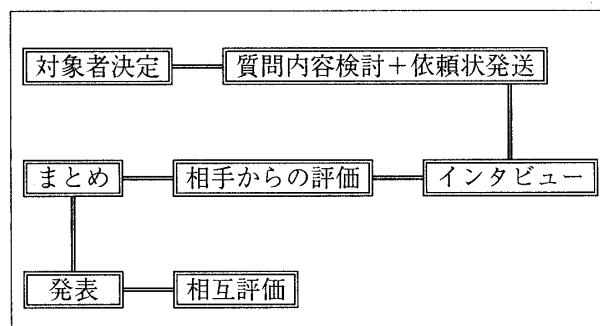 対象者決定
質問内容検討+依頼状発送
インタビュー
相手からの評価
まとめ
発表
相互評価